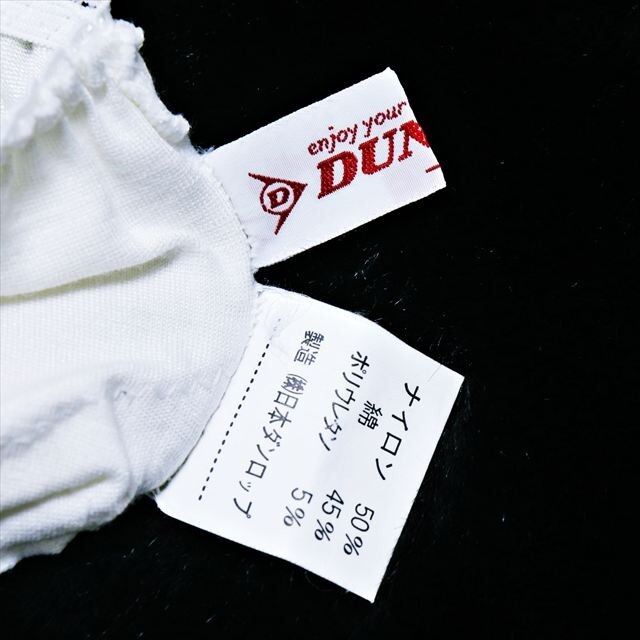 enjoy your
D
DUN
ナイロン 50%
綿 45%
ポリウレタン 5%
製造 ㈱日本ダンロップ